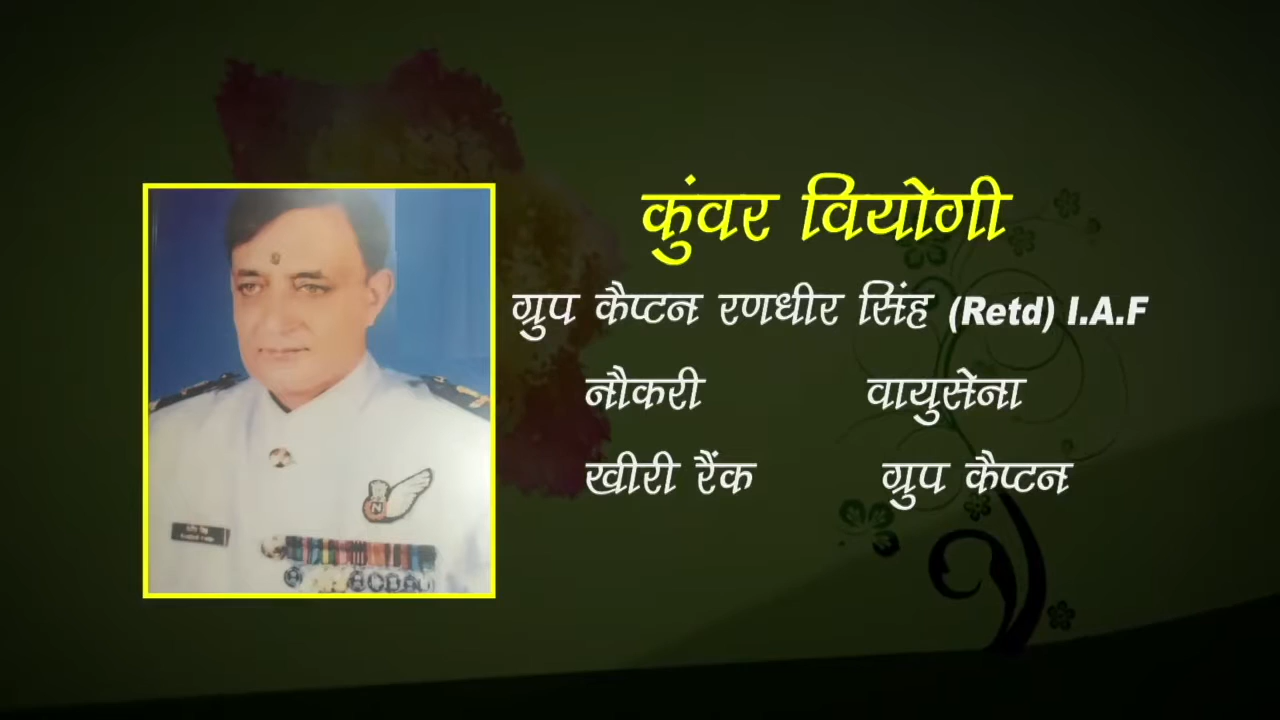 कुंवर वियोगी
ग्रुप कैप्टन रणधीर सिंह (Retd) I.A.F
नौकरी वायुसेना
खीरी रैंक ग्रुप कैप्टन
N